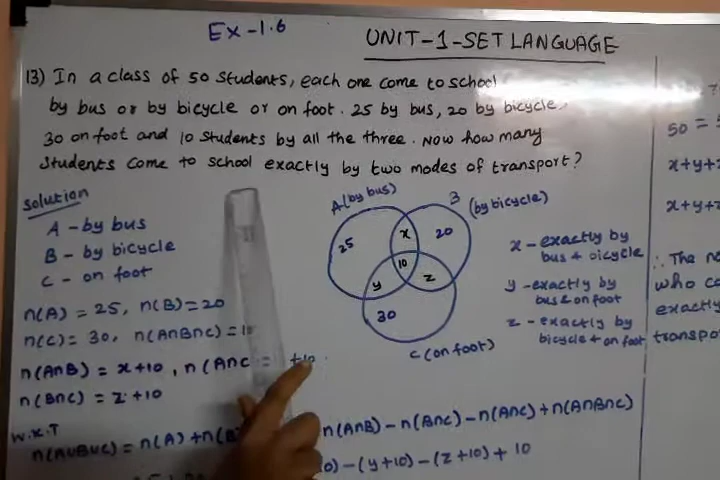 Ex-1.6
UNIT-1-SET LANGUAGE
13) In a class of 50 students, each one come to school
by bus or by bicycle or on foot. 25 by bus, 20 by bicycle,
30 on foot and 10 students by all the three. Now how many
students come to school exactly by two modes of transport?
Solution
A - by bus
B - by bicycle
C - on foot
n(A) = 25, n(B)=20
n(C)= 30, n(A∩B∩C) = 1
n(A∩B) = x+10, n(A∩C = +10
n(B∩C) = z+10
W.K.T
n(A∪B∪C) = n(A)+n(B n(A∩B) - n(B∩C) - n(A∩C) + n(A∩B∩C)
0) - (y+10) - (z+10) + 10
A(by bus)
B
(by bicycle)
25
x
20
10
y
z
30
C(on foot)
x - exactly by
bus & bicycle
y - exactly by
bus & on foot
z - exactly by
bicycle & on foot
50 =
x+y+z
x+y+z
∴ The no
who co
exactly
transpo